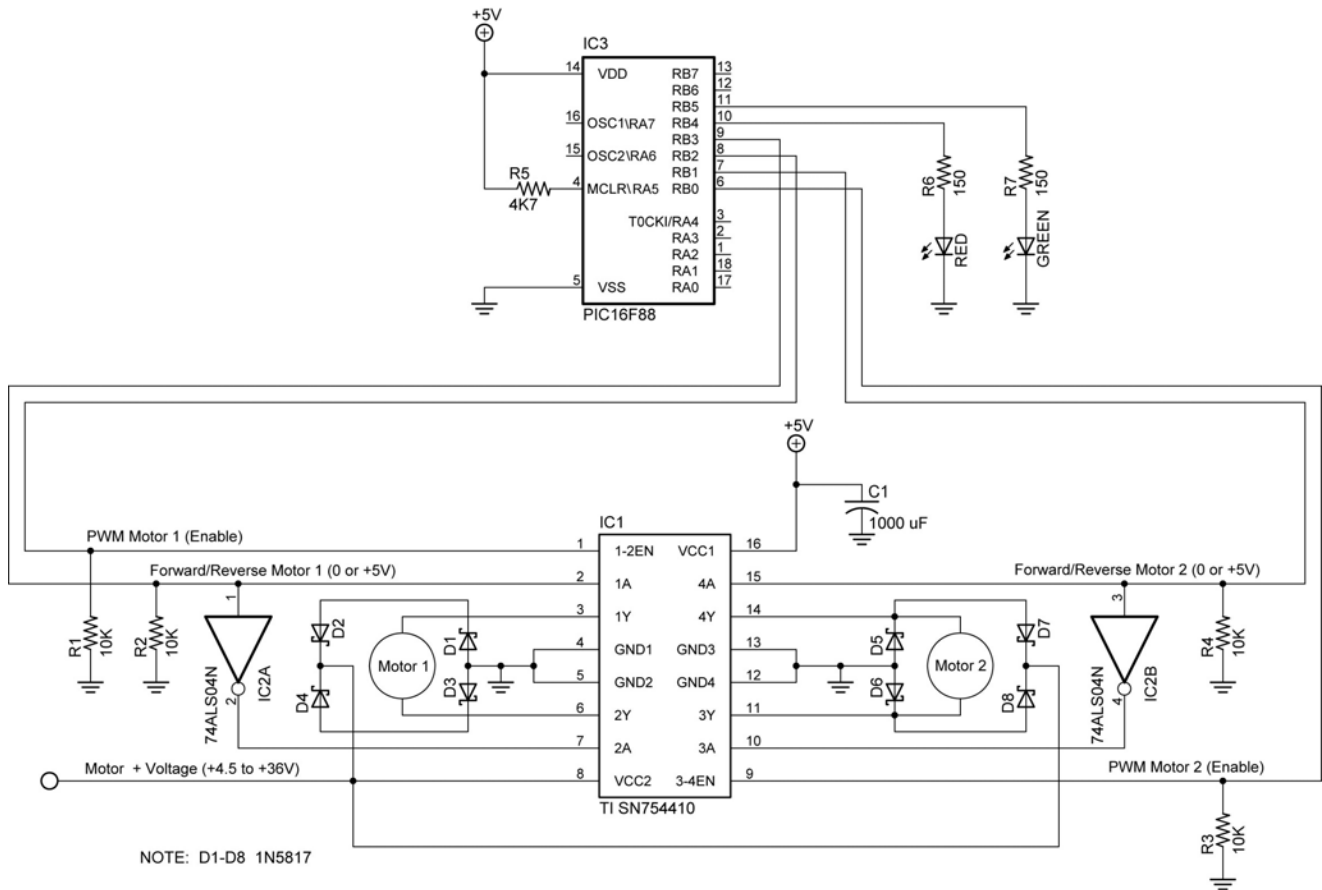 +5V
IC3
14 VDD
16 OSC1\RA7
15 OSC2\RA6
R5
4K7
4 MCLR\RA5
5 VSS
RB7 13
RB6 12
RB5 11
RB4 10
RB3 9
RB2 8
RB1 7
RB0 6
T0CKI/RA4 3
RA3 2
RA2 1
RA1 18
RA0 17
PIC16F88
R6 150
RED
R7 150
GREEN
+5V
C1
1000 uF
IC1
PWM Motor 1 (Enable)
1 1-2EN
VCC1 16
Forward/Reverse Motor 1 (0 or +5V)
2 1A
4A 15
Forward/Reverse Motor 2 (0 or +5V)
3 1Y
4Y 14
4 GND1
GND3 13
5 GND2
GND4 12
6 2Y
3Y 11
7 2A
3A 10
8 VCC2
3-4EN 9
TI SN754410
R1 10K
R2 10K
1
2
74ALS04N
IC2A
D2
D4
Motor 1
D1
D3
D5
D6
Motor 2
D7
D8
3
4
74ALS04N
IC2B
R4 10K
Motor + Voltage (+4.5 to +36V)
PWM Motor 2 (Enable)
R3 10K
NOTE: D1-D8 1N5817